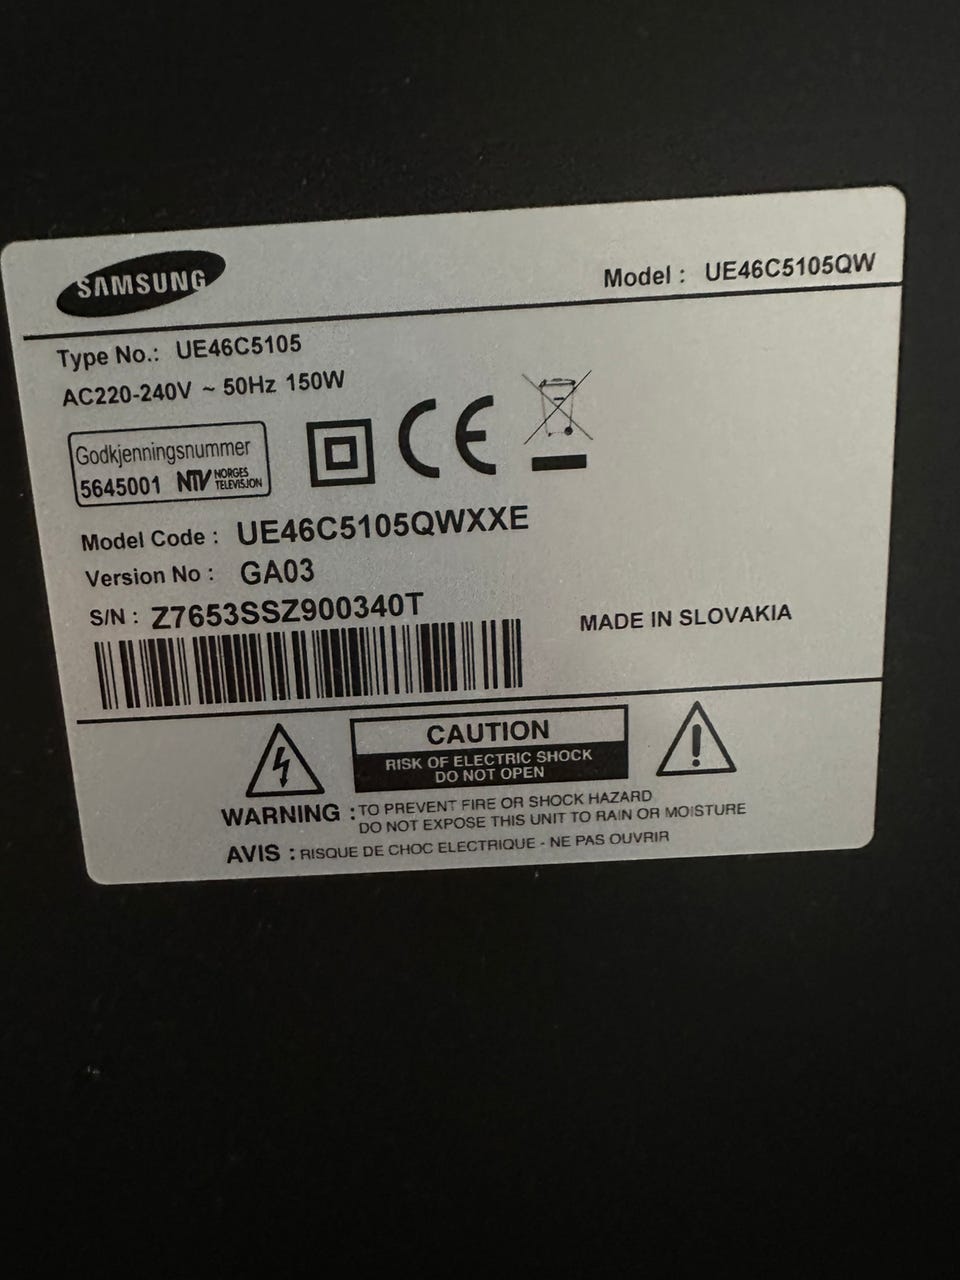 SAMSUNG
Model : UE46C5105QW
Type No.: UE46C5105
AC220-240V ~ 50Hz 150W
Godkjenningsnummer
5645001 NTV NORGES TELEVISJON
CE
Model Code : UE46C5105QWXXE
Version No : GA03
S/N : Z7653SSZ900340T
MADE IN SLOVAKIA
CAUTION
RISK OF ELECTRIC SHOCK
DO NOT OPEN
WARNING : TO PREVENT FIRE OR SHOCK HAZARD
DO NOT EXPOSE THIS UNIT TO RAIN OR MOISTURE
AVIS : RISQUE DE CHOC ELECTRIQUE - NE PAS OUVRIR